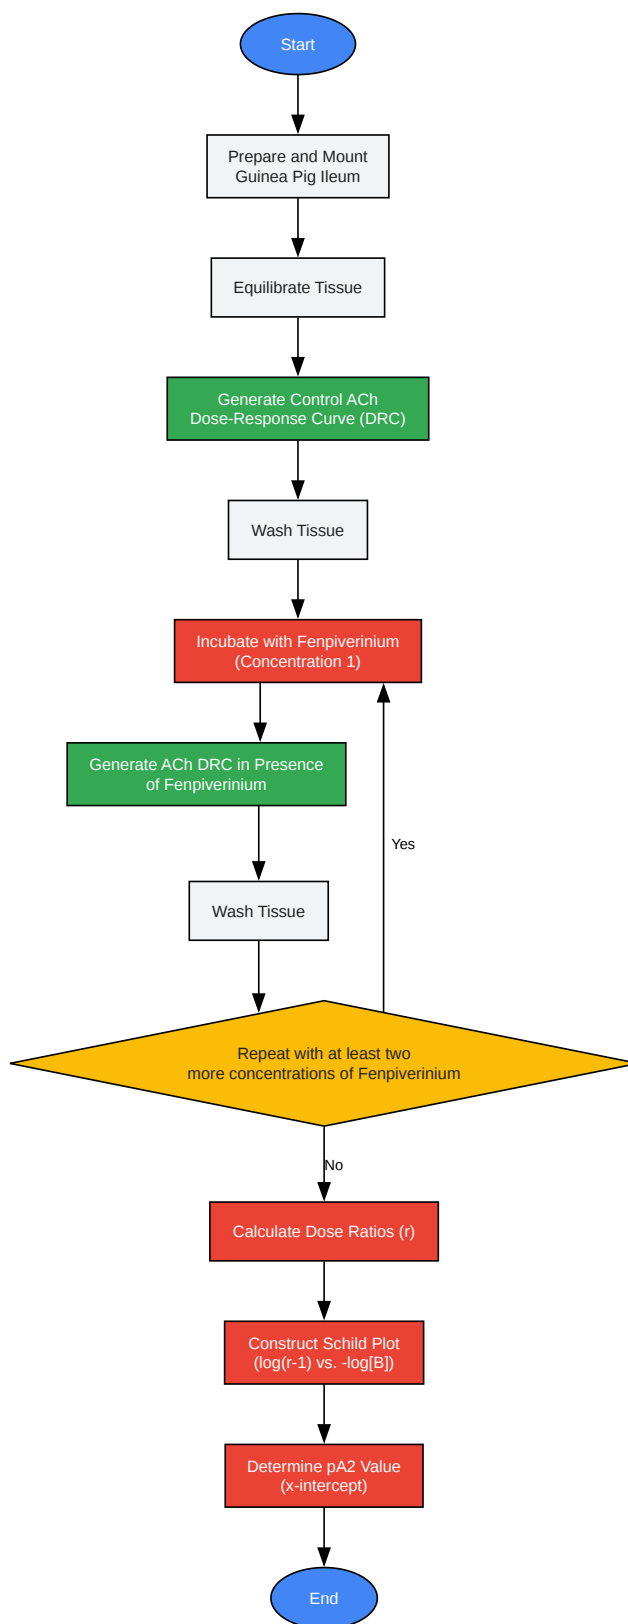 Start
Prepare and Mount
Guinea Pig Ileum
Equilibrate Tissue
Generate Control ACh
Dose-Response Curve (DRC)
Wash Tissue
Incubate with Fenpiverinium
(Concentration 1)
Generate ACh DRC in Presence
of Fenpiverinium
Yes
Wash Tissue
Repeat with at least two
more concentrations of Fenpiverinium
No
Calculate Dose Ratios (r)
Construct Schild Plot
(log(r-1) vs. -log[B])
Determine pA2 Value
(x-intercept)
End